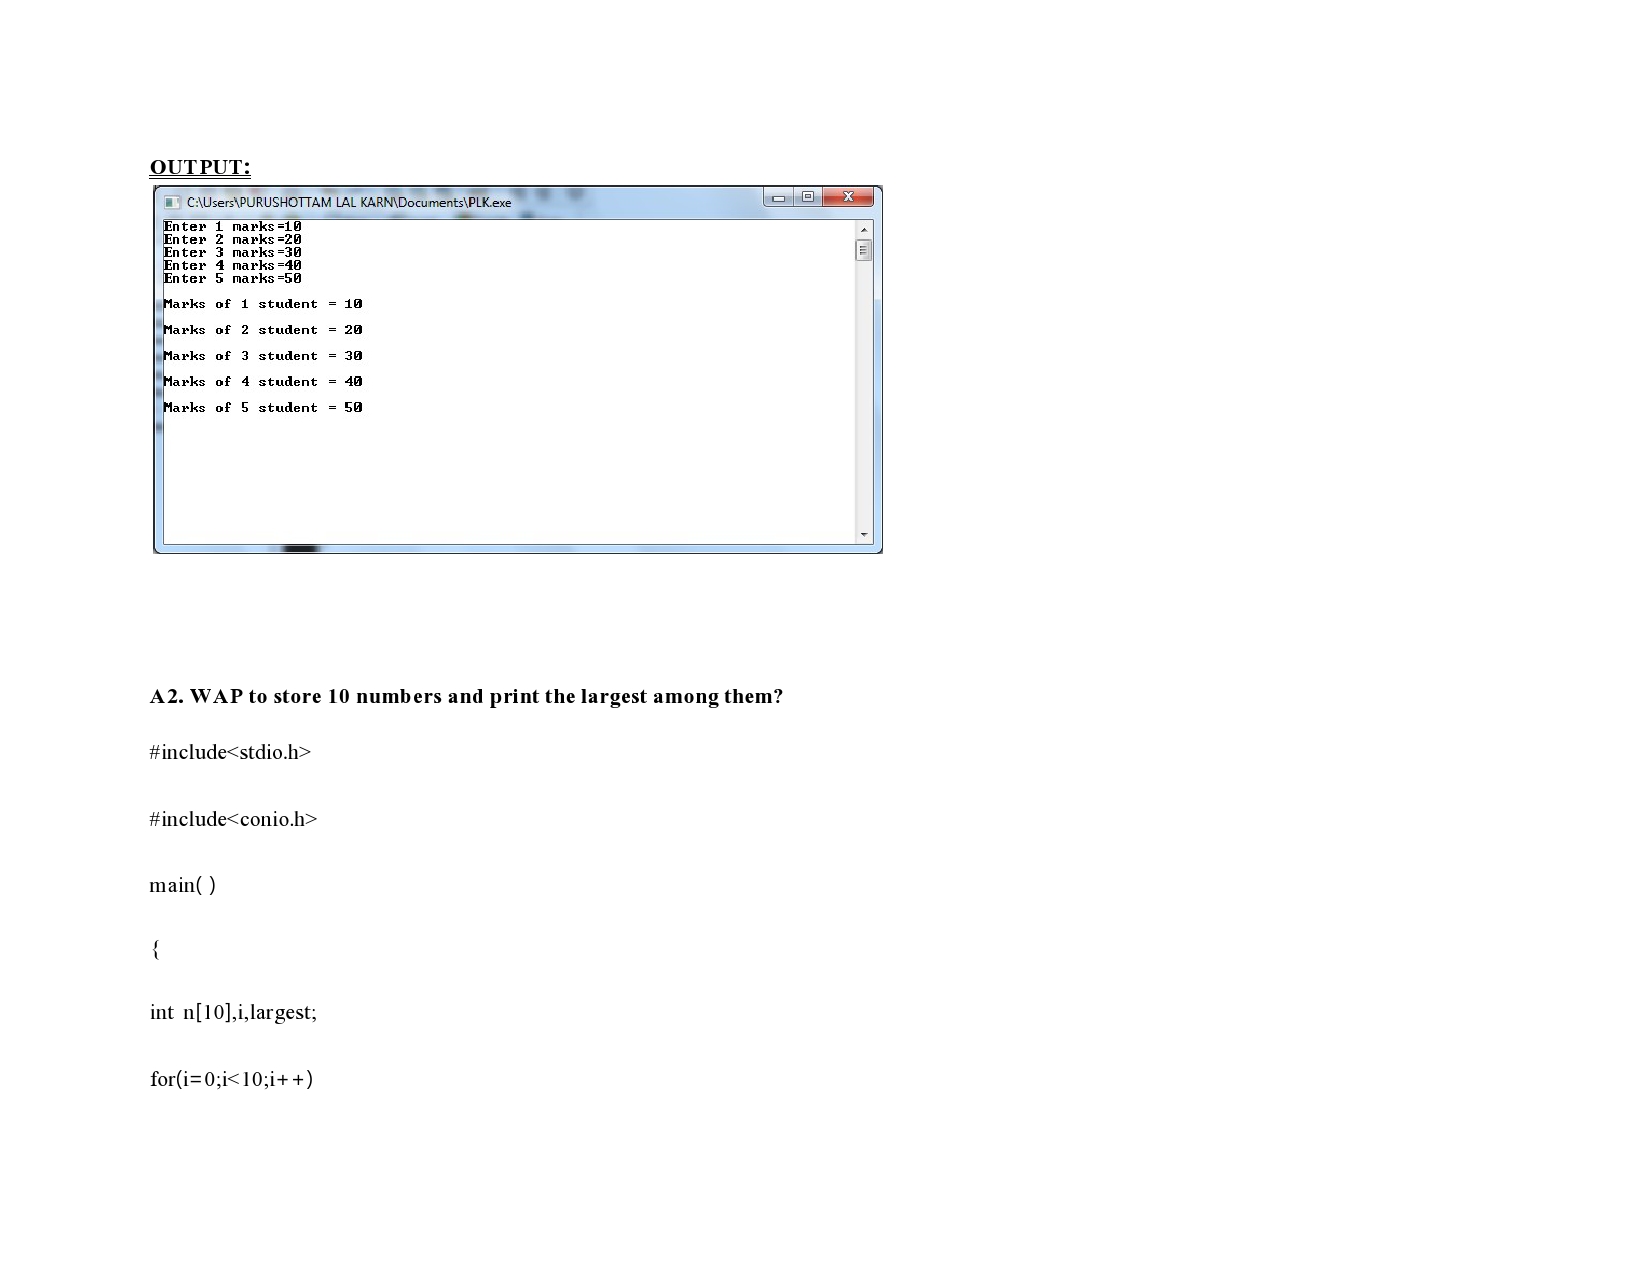 OUTPUT:
C:\Users\PURUSHOTTAM LAL KARN\Documents\PLK.exe
Enter 1 marks=10
Enter 2 marks=20
Enter 3 marks=30
Enter 4 marks=40
Enter 5 marks=50
Marks of 1 student = 10
Marks of 2 student = 20
Marks of 3 student = 30
Marks of 4 student = 40
Marks of 5 student = 50
A2. WAP to store 10 numbers and print the largest among them?
#include<stdio.h>
#include<conio.h>
main( )
{
int n[10],i,largest;
for(i=0;i<10;i++)